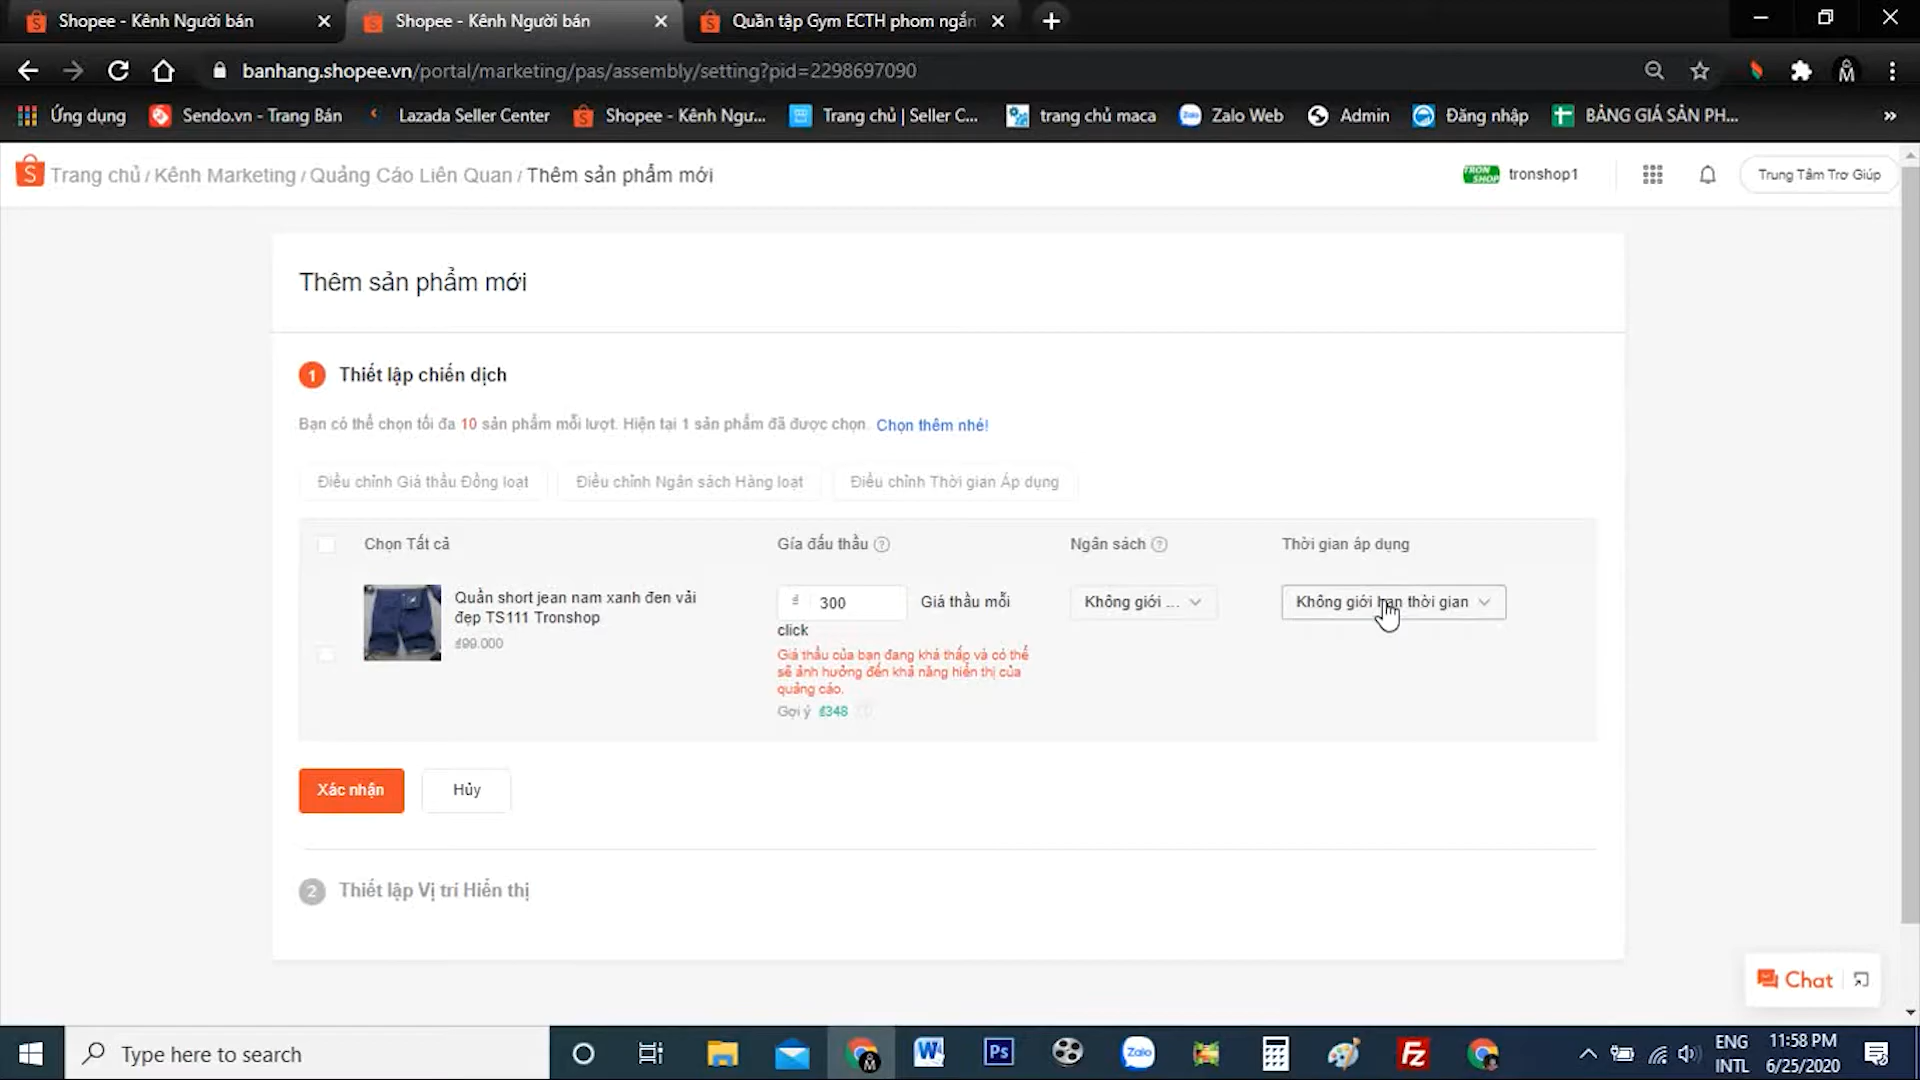 Shopee - Kênh Người bán
Shopee - Kênh Người bán
Quần tập Gym ECTH phom ngắn
banhang.shopee.vn/portal/marketing/pas/assembly/setting?pid=2298697090
Ứng dụng
Sendo.vn - Trang Bán
Lazada Seller Center
Shopee - Kênh Ngư...
Trang chủ | Seller C...
trang chủ maca
Zalo Web
Admin
Đăng nhập
BẢNG GIÁ SẢN PH...
Trang chủ / Kênh Marketing / Quảng Cáo Liên Quan / Thêm sản phẩm mới
TRON SHOP
tronshop1
Trung Tâm Trợ Giúp
Thêm sản phẩm mới
1 Thiết lập chiến dịch
Bạn có thể chọn tối đa 10 sản phẩm mỗi lượt. Hiện tại 1 sản phẩm đã được chọn. Chọn thêm nhé!
Điều chỉnh Giá thầu Đồng loạt
Điều chỉnh Ngân sách Hàng loạt
Điều chỉnh Thời gian Áp dụng
Chọn Tất cả
Gía đấu thầu ?
Ngân sách ?
Thời gian áp dụng
Quần short jean nam xanh đen vải
đẹp TS111 Tronshop
₫99.000
₫ 300 Giá thầu mỗi
click
Giá thầu của bạn đang khá thấp và có thể
sẽ ảnh hưởng đến khả năng hiển thị của
quảng cáo.
Gợi ý ₫348
Không giới ...
Không giới hạn thời gian
Xác nhận
Hủy
2 Thiết lập Vị trí Hiển thị
Chat
Type here to search
Zalo
ENG
INTL
11:58 PM
6/25/2020